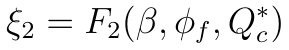 ξ₂ = F₂(β, ϕ_f, Q_c^*)